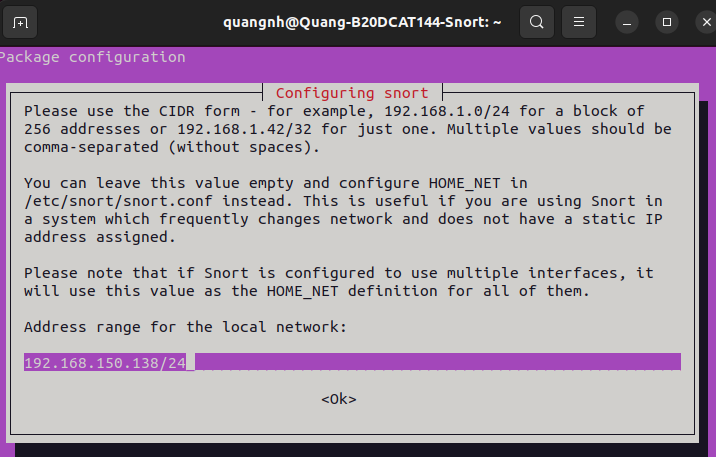 quangnh@Quang-B20DCAT144-Snort: ~
Package configuration
Configuring snort
Please use the CIDR form - for example, 192.168.1.0/24 for a block of
256 addresses or 192.168.1.42/32 for just one. Multiple values should be
comma-separated (without spaces).
You can leave this value empty and configure HOME_NET in
/etc/snort/snort.conf instead. This is useful if you are using Snort in
a system which frequently changes network and does not have a static IP
address assigned.
Please note that if Snort is configured to use multiple interfaces, it
will use this value as the HOME_NET definition for all of them.
Address range for the local network:
192.168.150.138/24
<Ok>